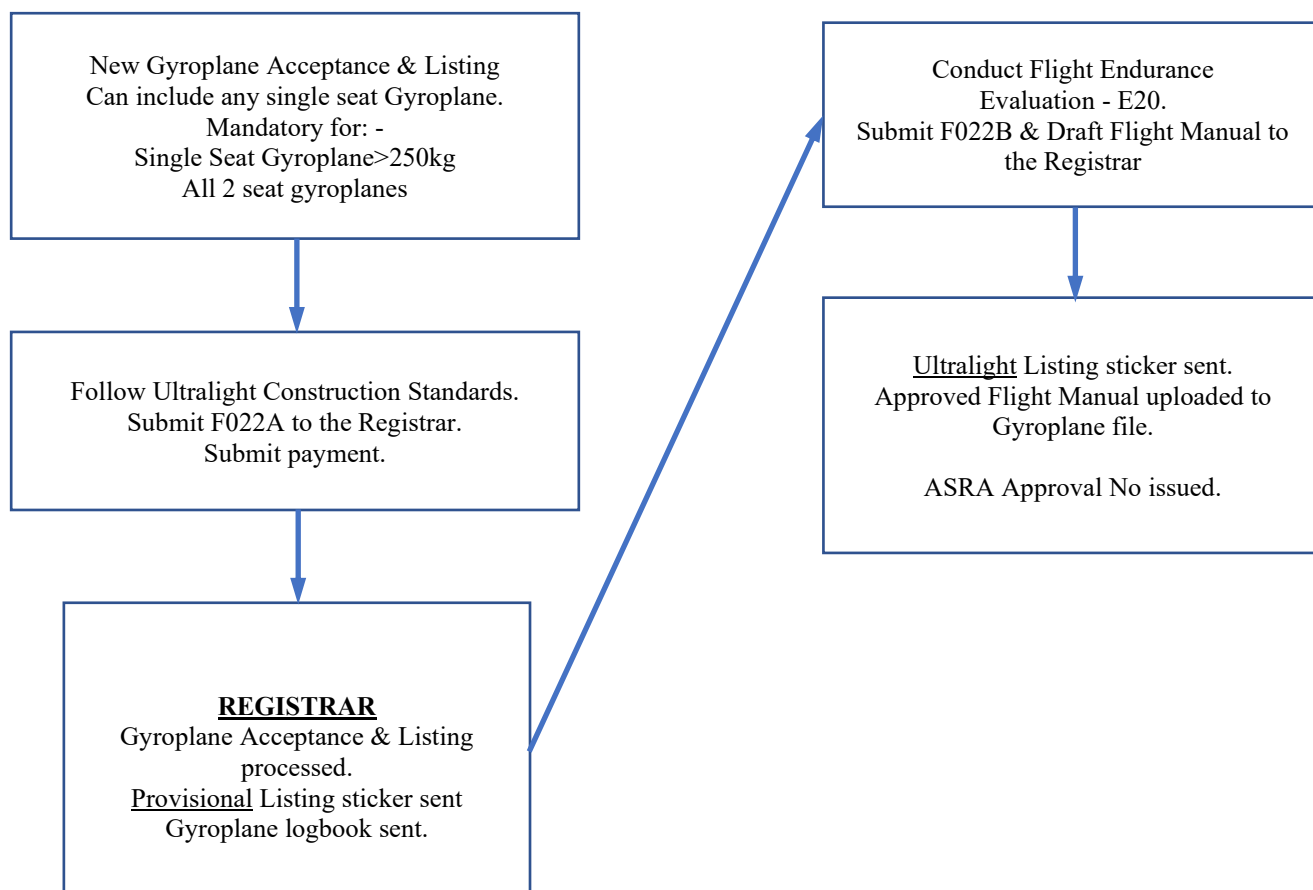 New Gyroplane Acceptance & Listing
Can include any single seat Gyroplane.
Mandatory for: -
Single Seat Gyroplane>250kg
All 2 seat gyroplanes
Follow Ultralight Construction Standards.
Submit F022A to the Registrar.
Submit payment.
REGISTRAR
Gyroplane Acceptance & Listing
processed.
Provisional Listing sticker sent
Gyroplane logbook sent.
Conduct Flight Endurance
Evaluation - E20.
Submit F022B & Draft Flight Manual to
the Registrar
Ultralight Listing sticker sent.
Approved Flight Manual uploaded to
Gyroplane file.
ASRA Approval No issued.